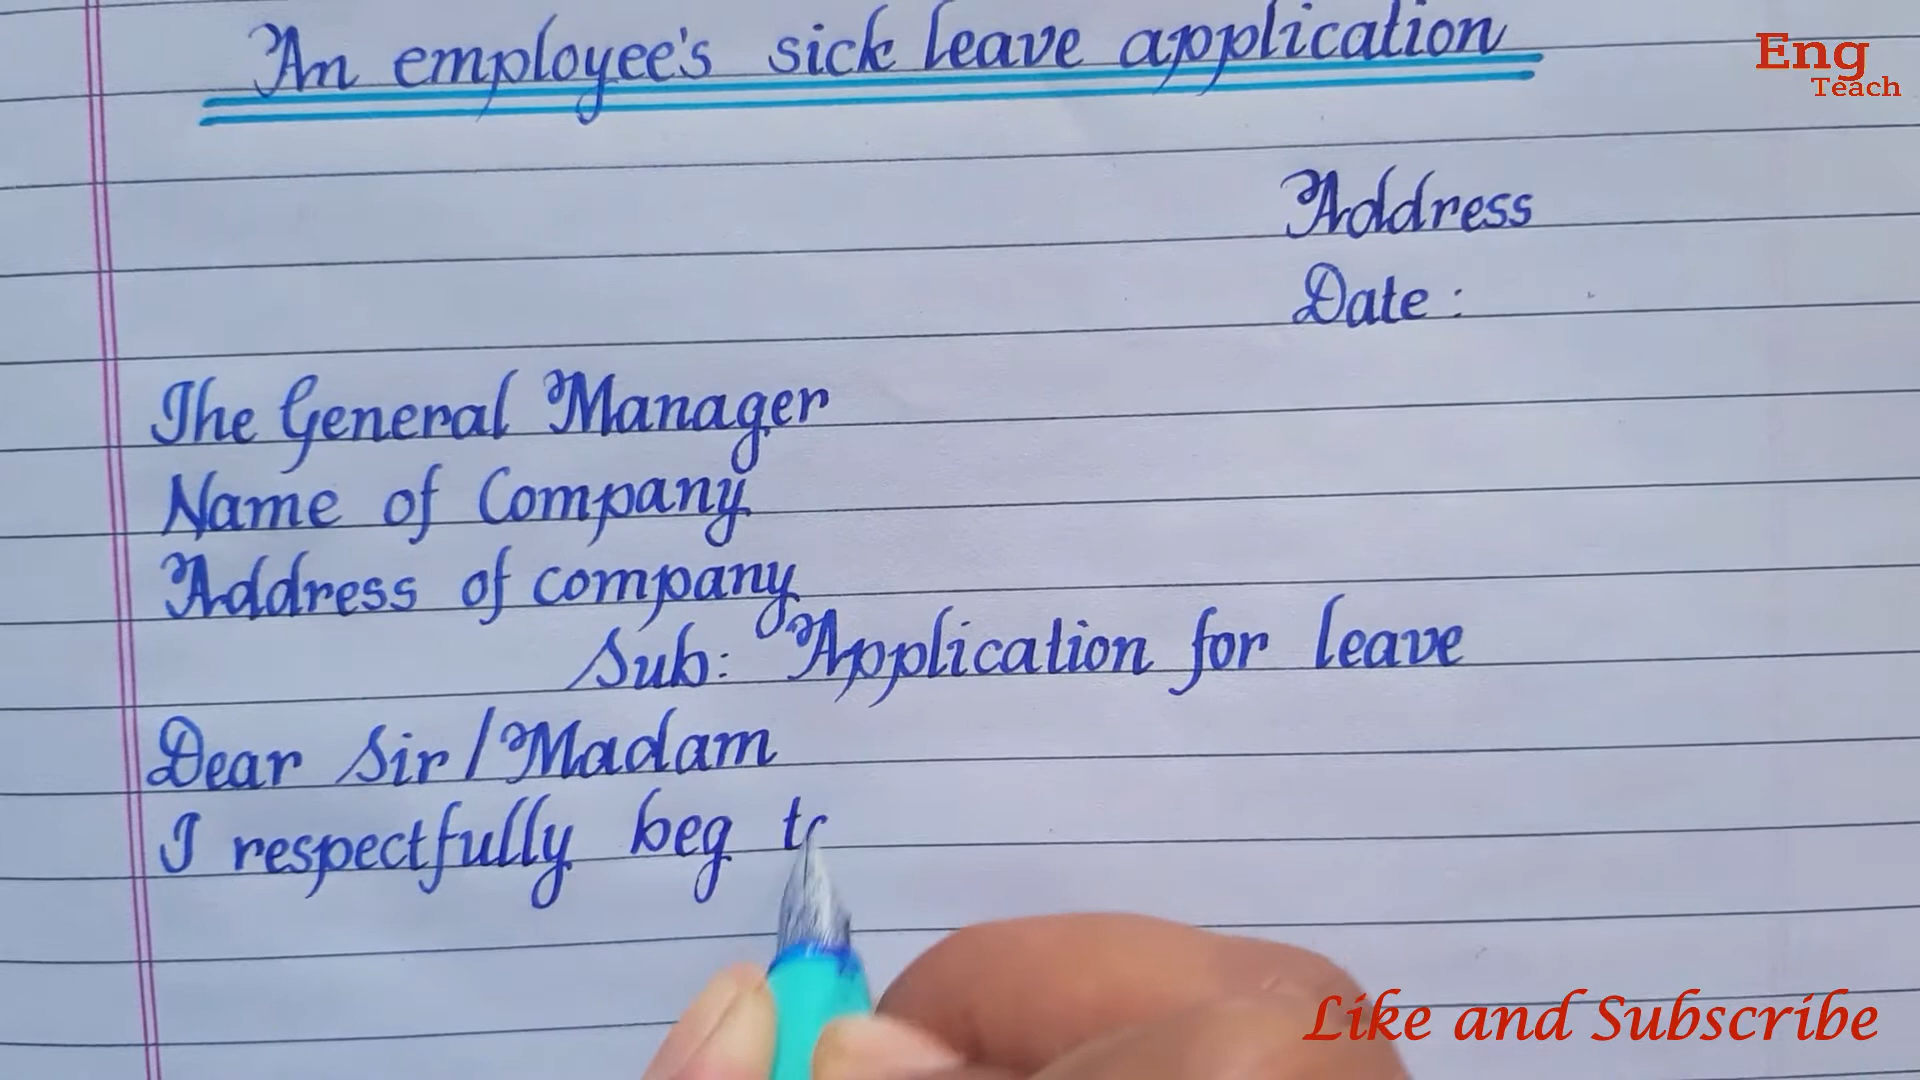 An employee's sick leave application
Eng
Teach
Address
Date :
The General Manager
Name of Company
Address of company
Sub: Application for leave
Dear Sir/Madam
I respectfully beg to
Like and Subscribe